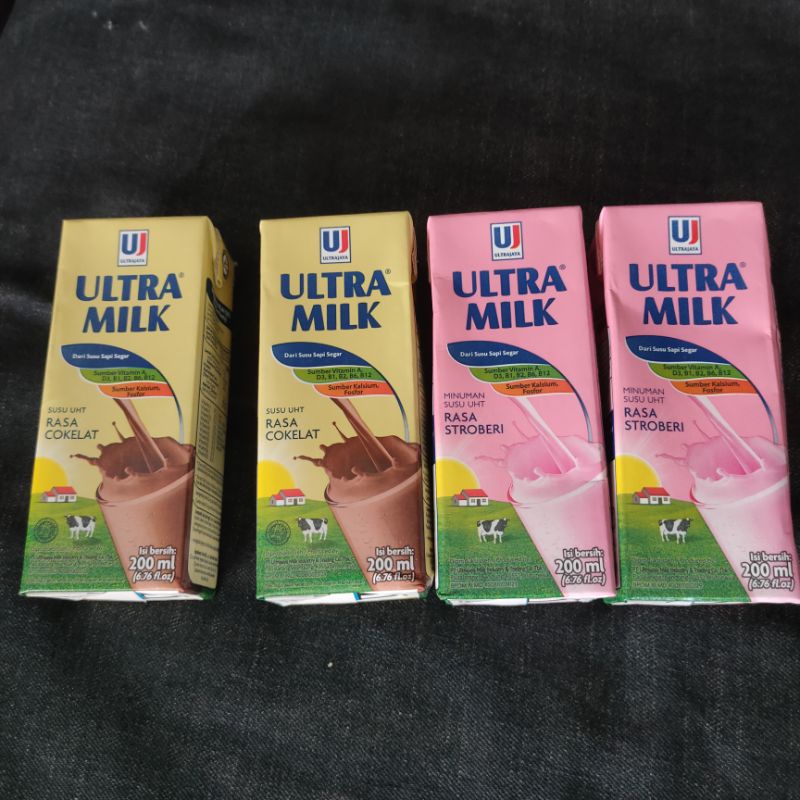 UJ
ULTRAJAYA
ULTRA®
MILK
Dari Susu Sapi Segar
Sumber Vitamin A,
D3, B1, B2, B6, B12
Sumber Kalsium,
Fosfor
SUSU UHT
RASA
COKELAT
Isi bersih:
200 ml
(6.76 fl.oz)
UJ
ULTRAJAYA
ULTRA®
MILK
Dari Susu Sapi Segar
Sumber Vitamin A,
D3, B1, B2, B6, B12
Sumber Kalsium,
Fosfor
SUSU UHT
RASA
COKELAT
Isi bersih:
200 ml
(6.76 fl.oz)
UJ
ULTRAJAYA
ULTRA®
MILK
Dari Susu Sapi Segar
Sumber Vitamin A,
D3, B1, B2, B6, B12
Sumber Kalsium,
Fosfor
MINUMAN
SUSU UHT
RASA
STROBERI
Isi bersih:
200 ml
(6.76 fl.oz)
UJ
ULTRAJAYA
ULTRA®
MILK
Dari Susu Sapi Segar
Sumber Vitamin A,
D3, B1, B2, B6, B12
Sumber Kalsium,
Fosfor
MINUMAN
SUSU UHT
RASA
STROBERI
Isi bersih:
200 ml
(6.76 fl.oz)